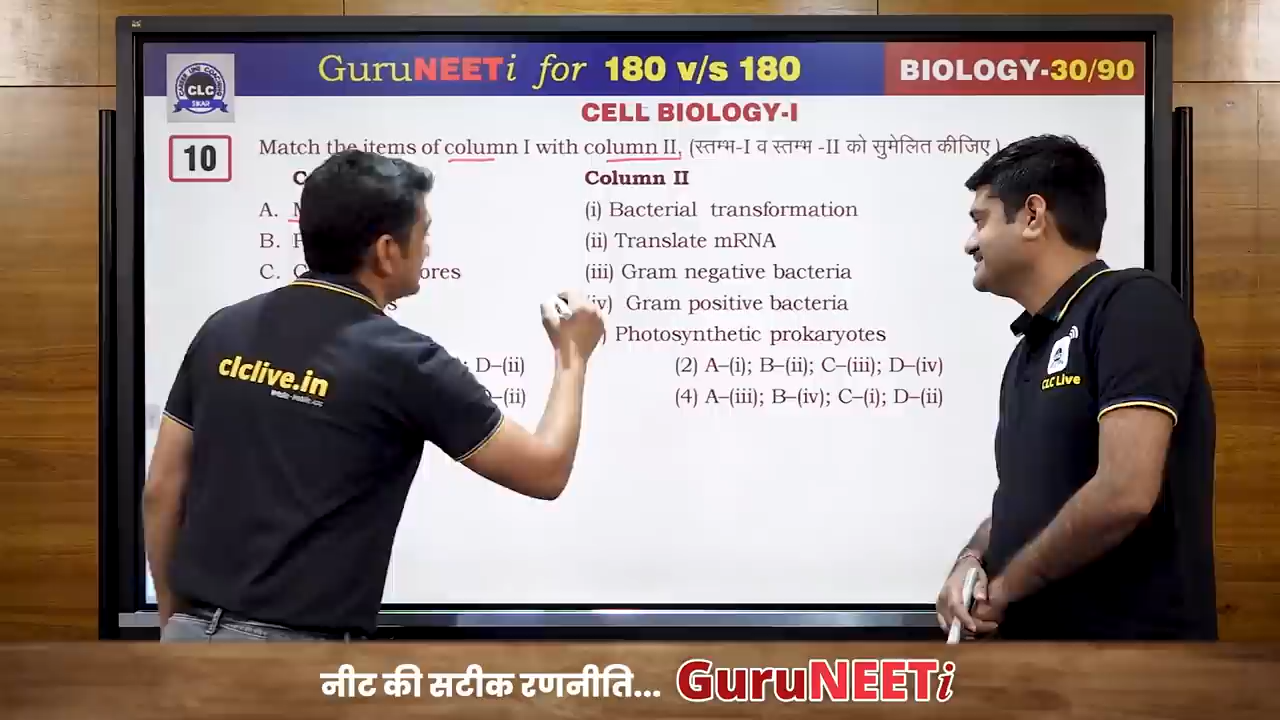 GuruNEETi for 180 v/s 180
BIOLOGY-30/90
CLC
SIKAR
CELL BIOLOGY-I
10
Match the items of column I with column II, (स्तम्भ-I व स्तम्भ -II को सुमेलित कीजिए )
Column II
A. (i) Bacterial transformation
B. (ii) Translate mRNA
C. (iii) Gram negative bacteria
Gram positive bacteria
Photosynthetic prokaryotes
D–(ii) (2) A–(i); B–(ii); C–(iii); D–(iv)
(4) A–(iii); B–(iv); C–(i); D–(ii)
clclive.in
CLC Live
नीट की सटीक रणनीति... GuruNEETi